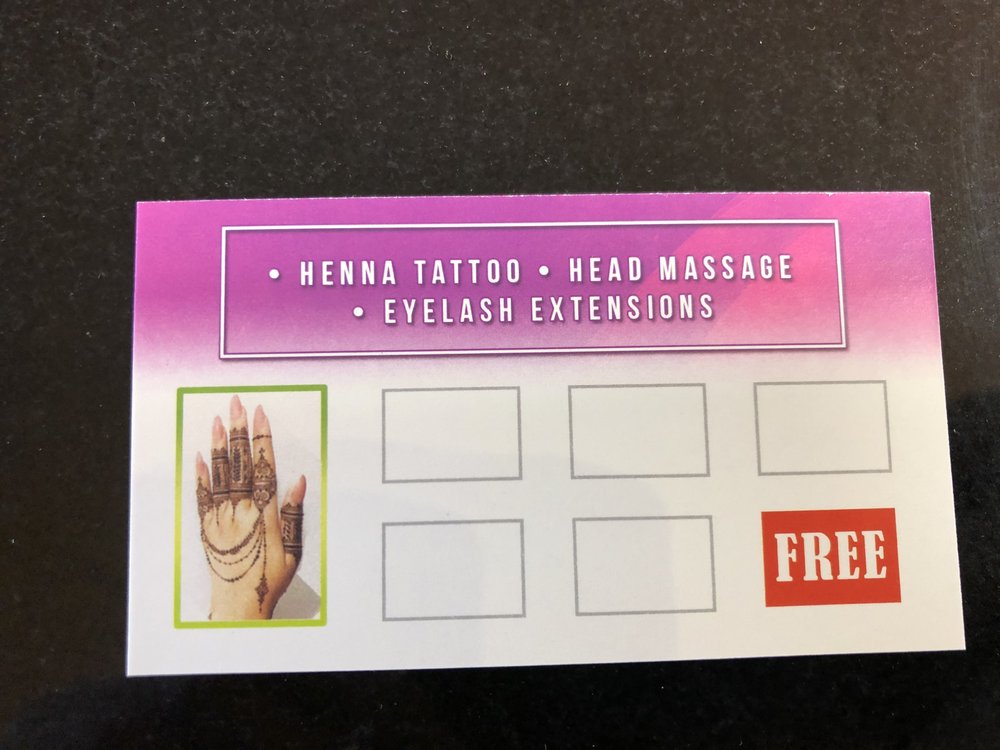 • HENNA TATTOO • HEAD MASSAGE
• EYELASH EXTENSIONS
FREE